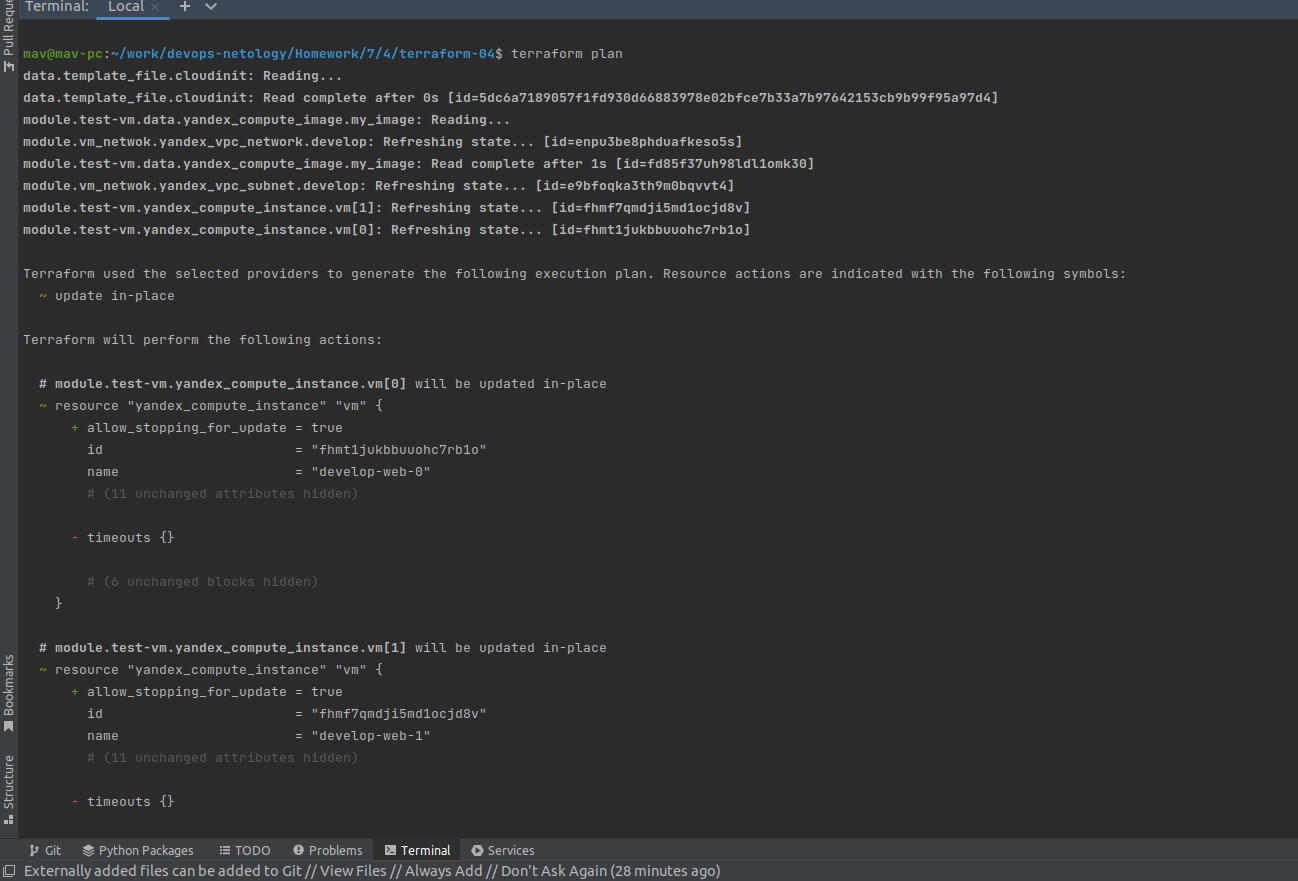 Terminal: Local × +
Pull Reque
mav@mav-pc:~/work/devops-netology/Homework/7/4/terraform-04$ terraform plan
data.template_file.cloudinit: Reading...
data.template_file.cloudinit: Read complete after 0s [id=5dc6a7189057f1fd930d66883978e02bfce7b33a7b97642153cb9b99f95a97d4]
module.test-vm.data.yandex_compute_image.my_image: Reading...
module.vm_netwok.yandex_vpc_network.develop: Refreshing state... [id=enpu3be8phduafkeso5s]
module.test-vm.data.yandex_compute_image.my_image: Read complete after 1s [id=fd85f37uh98ldl1omk30]
module.vm_netwok.yandex_vpc_subnet.develop: Refreshing state... [id=e9bfoqka3th9m0bqvvt4]
module.test-vm.yandex_compute_instance.vm[1]: Refreshing state... [id=fhmf7qmdji5md1ocjd8v]
module.test-vm.yandex_compute_instance.vm[0]: Refreshing state... [id=fhmt1jukbbuuohc7rb1o]
Terraform used the selected providers to generate the following execution plan. Resource actions are indicated with the following symbols:
~ update in-place
Terraform will perform the following actions:
# module.test-vm.yandex_compute_instance.vm[0] will be updated in-place
~ resource "yandex_compute_instance" "vm" {
+ allow_stopping_for_update = true
id = "fhmt1jukbbuuohc7rb1o"
name = "develop-web-0"
# (11 unchanged attributes hidden)
- timeouts {}
# (6 unchanged blocks hidden)
}
# module.test-vm.yandex_compute_instance.vm[1] will be updated in-place
~ resource "yandex_compute_instance" "vm" {
+ allow_stopping_for_update = true
id = "fhmf7qmdji5md1ocjd8v"
name = "develop-web-1"
# (11 unchanged attributes hidden)
- timeouts {}
Bookmarks
Structure
Git Python Packages TODO Problems Terminal Services
Externally added files can be added to Git // View Files // Always Add // Don't Ask Again (28 minutes ago)